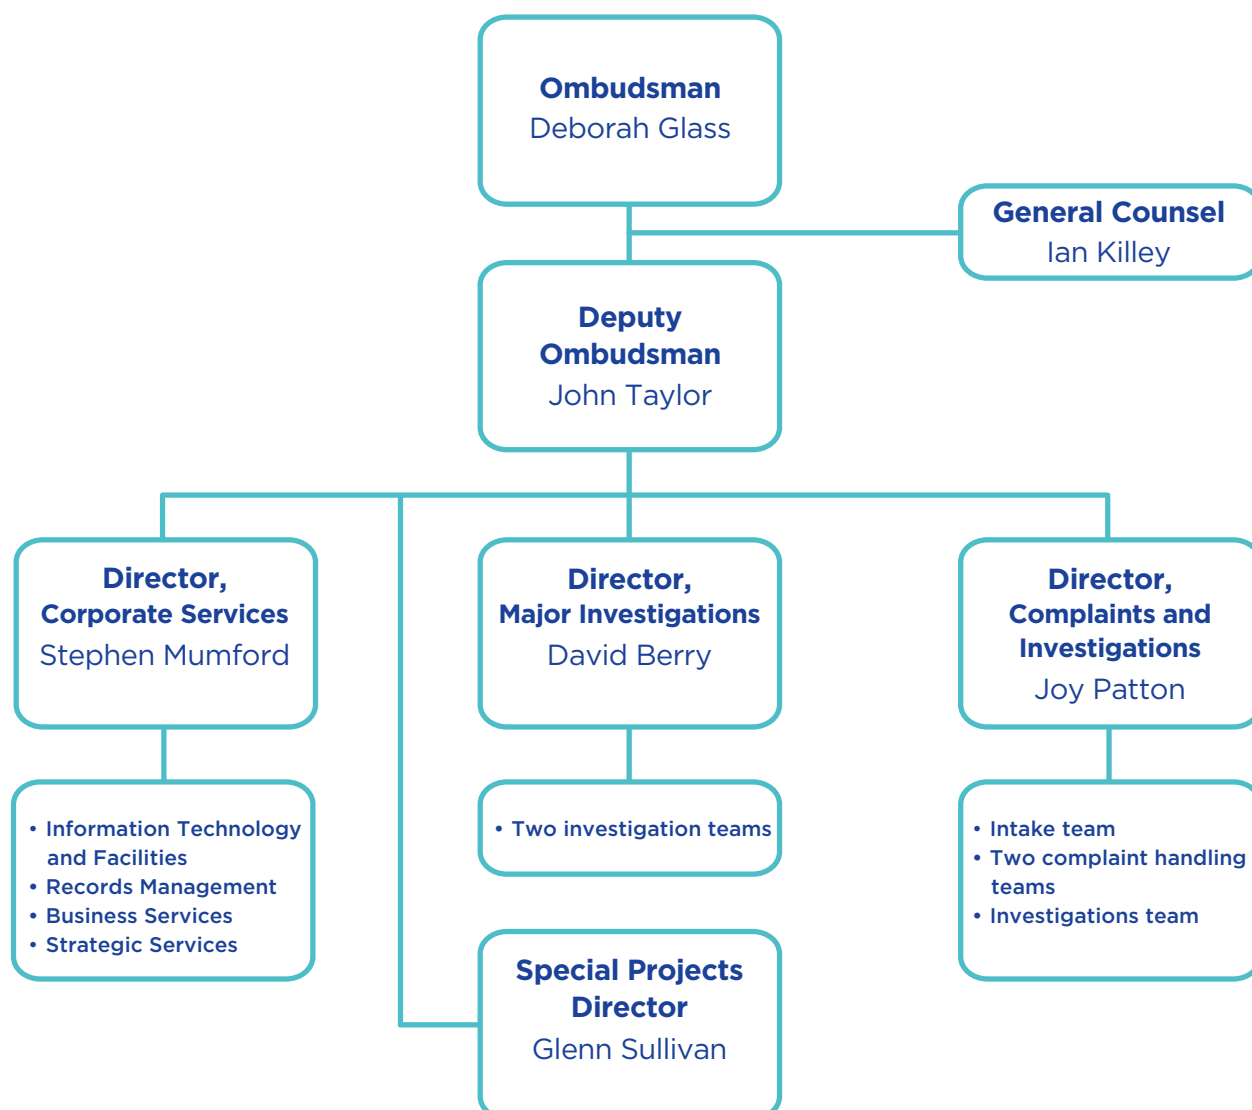 Ombudsman
Deborah Glass
General Counsel
Ian Killey
Deputy
Ombudsman
John Taylor
Director,
Corporate Services
Stephen Mumford
Director,
Major Investigations
David Berry
Director,
Complaints and
Investigations
Joy Patton
• Information Technology
and Facilities
• Records Management
• Business Services
• Strategic Services
• Two investigation teams
• Intake team
• Two complaint handling
teams
• Investigations team
Special Projects
Director
Glenn Sullivan